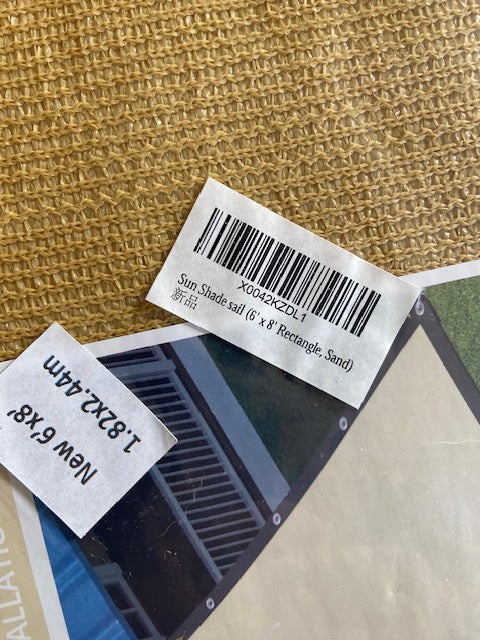 X0042KZDL1
Sun Shade sail (6' x 8' Rectangle, Sand)
新品
New 6'x8'
1.82x2.44m